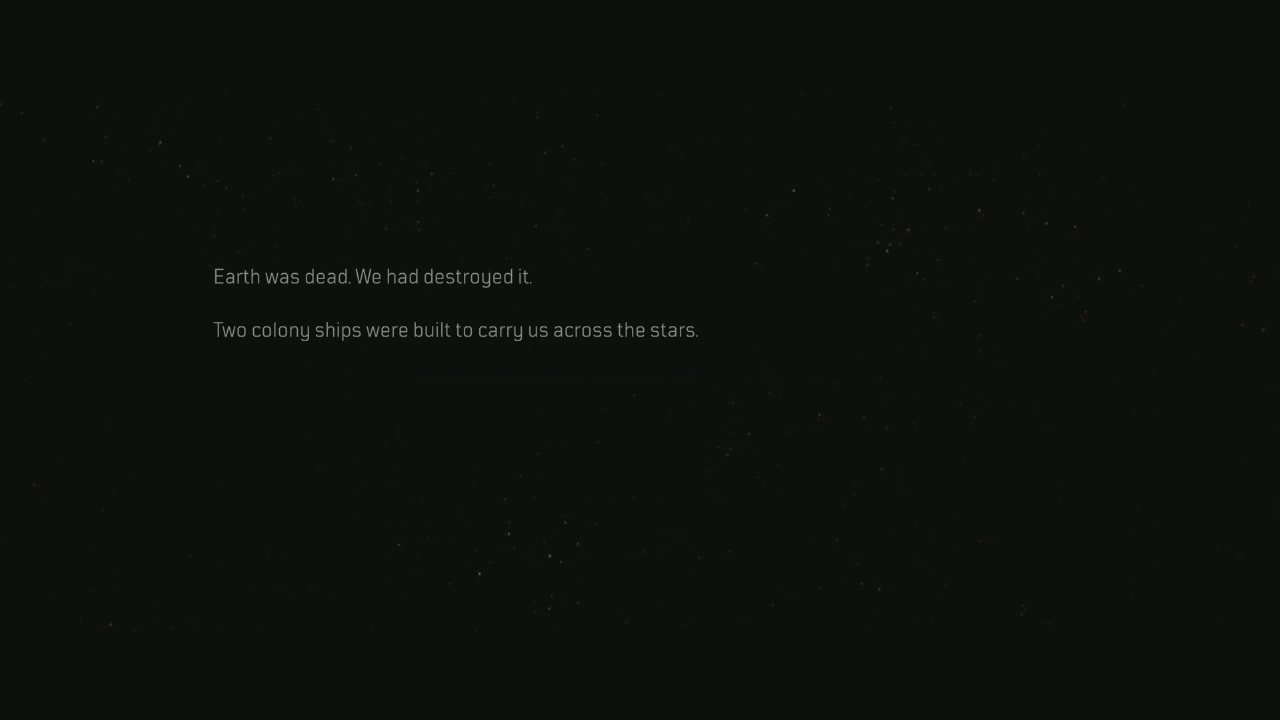 Earth was dead. We had destroyed it.
Two colony ships were built to carry us across the stars.